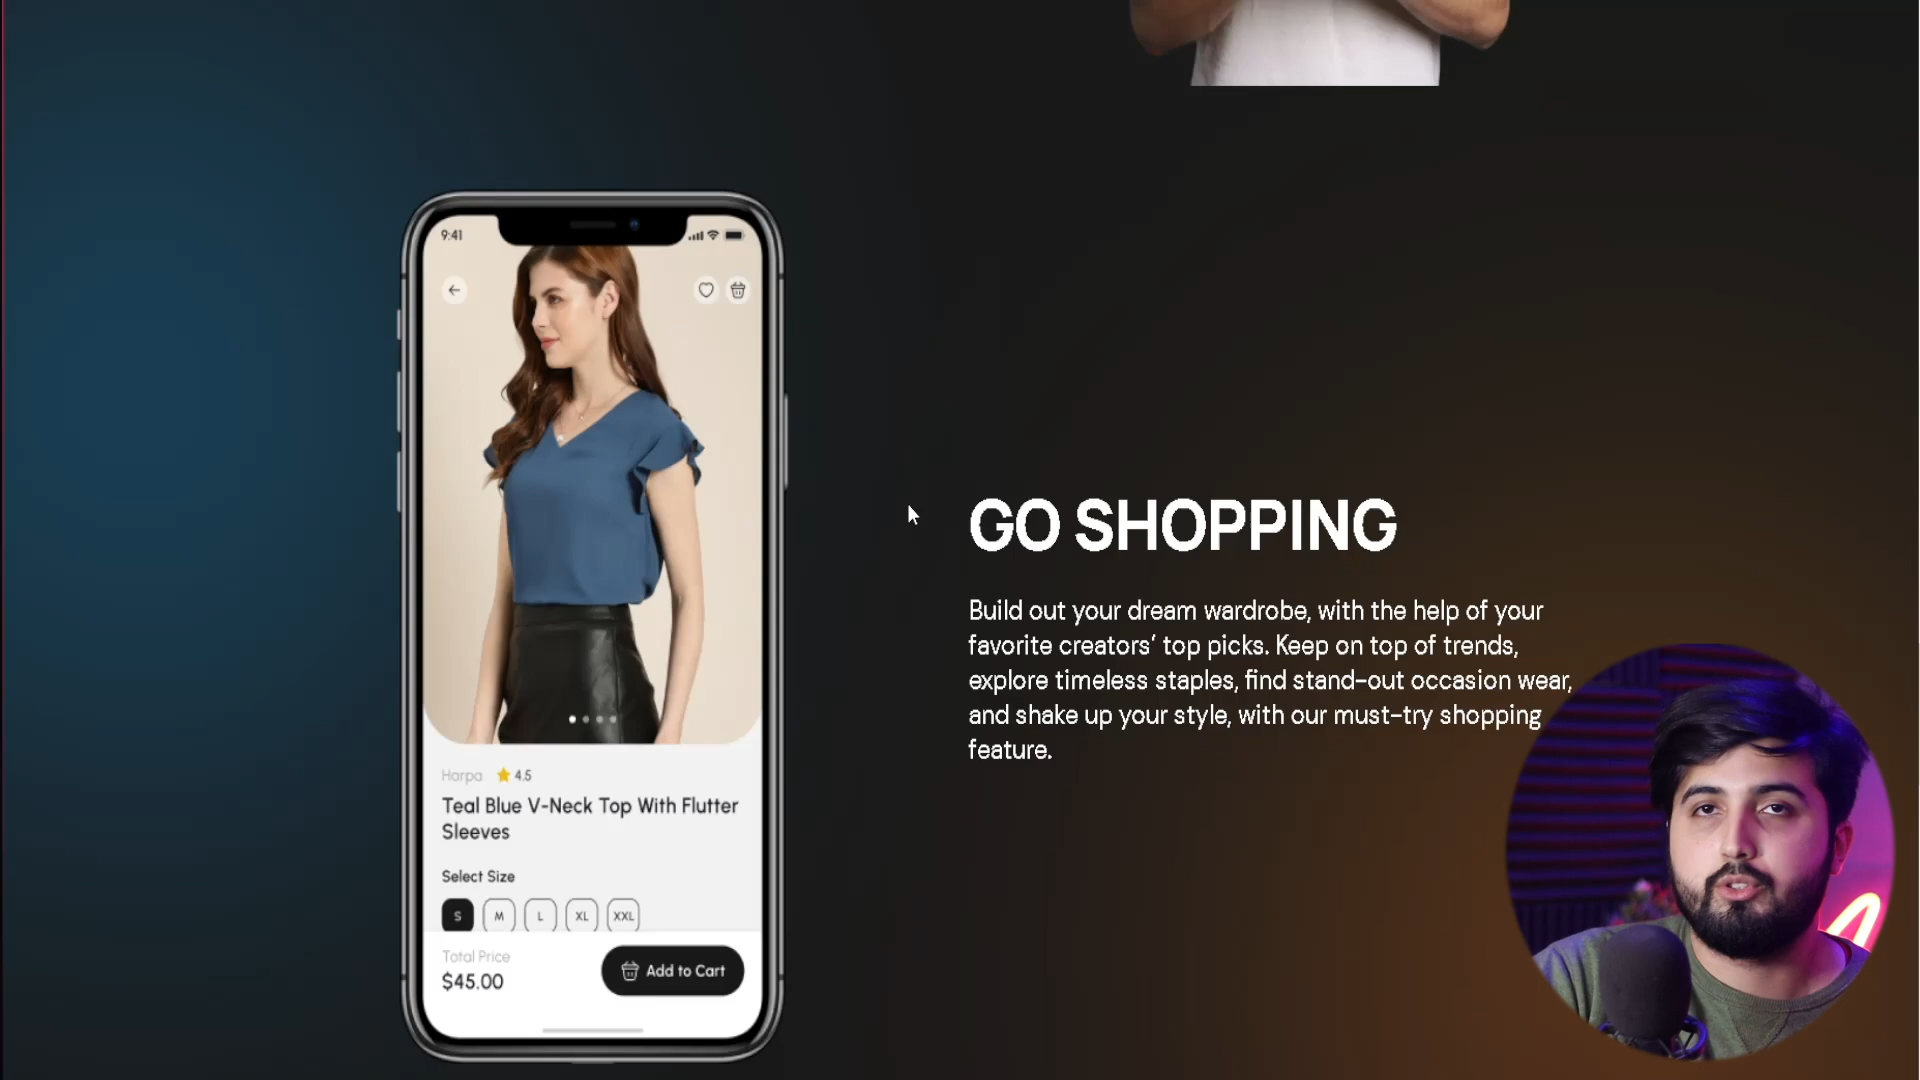 9:41
Harpa 4.5
Teal Blue V-Neck Top With Flutter
Sleeves
Select Size
S M L XL XXL
Total Price
$45.00
Add to Cart
GO SHOPPING
Build out your dream wardrobe, with the help of your
favorite creators’ top picks. Keep on top of trends,
explore timeless staples, find stand-out occasion wear,
and shake up your style, with our must-try shopping
feature.